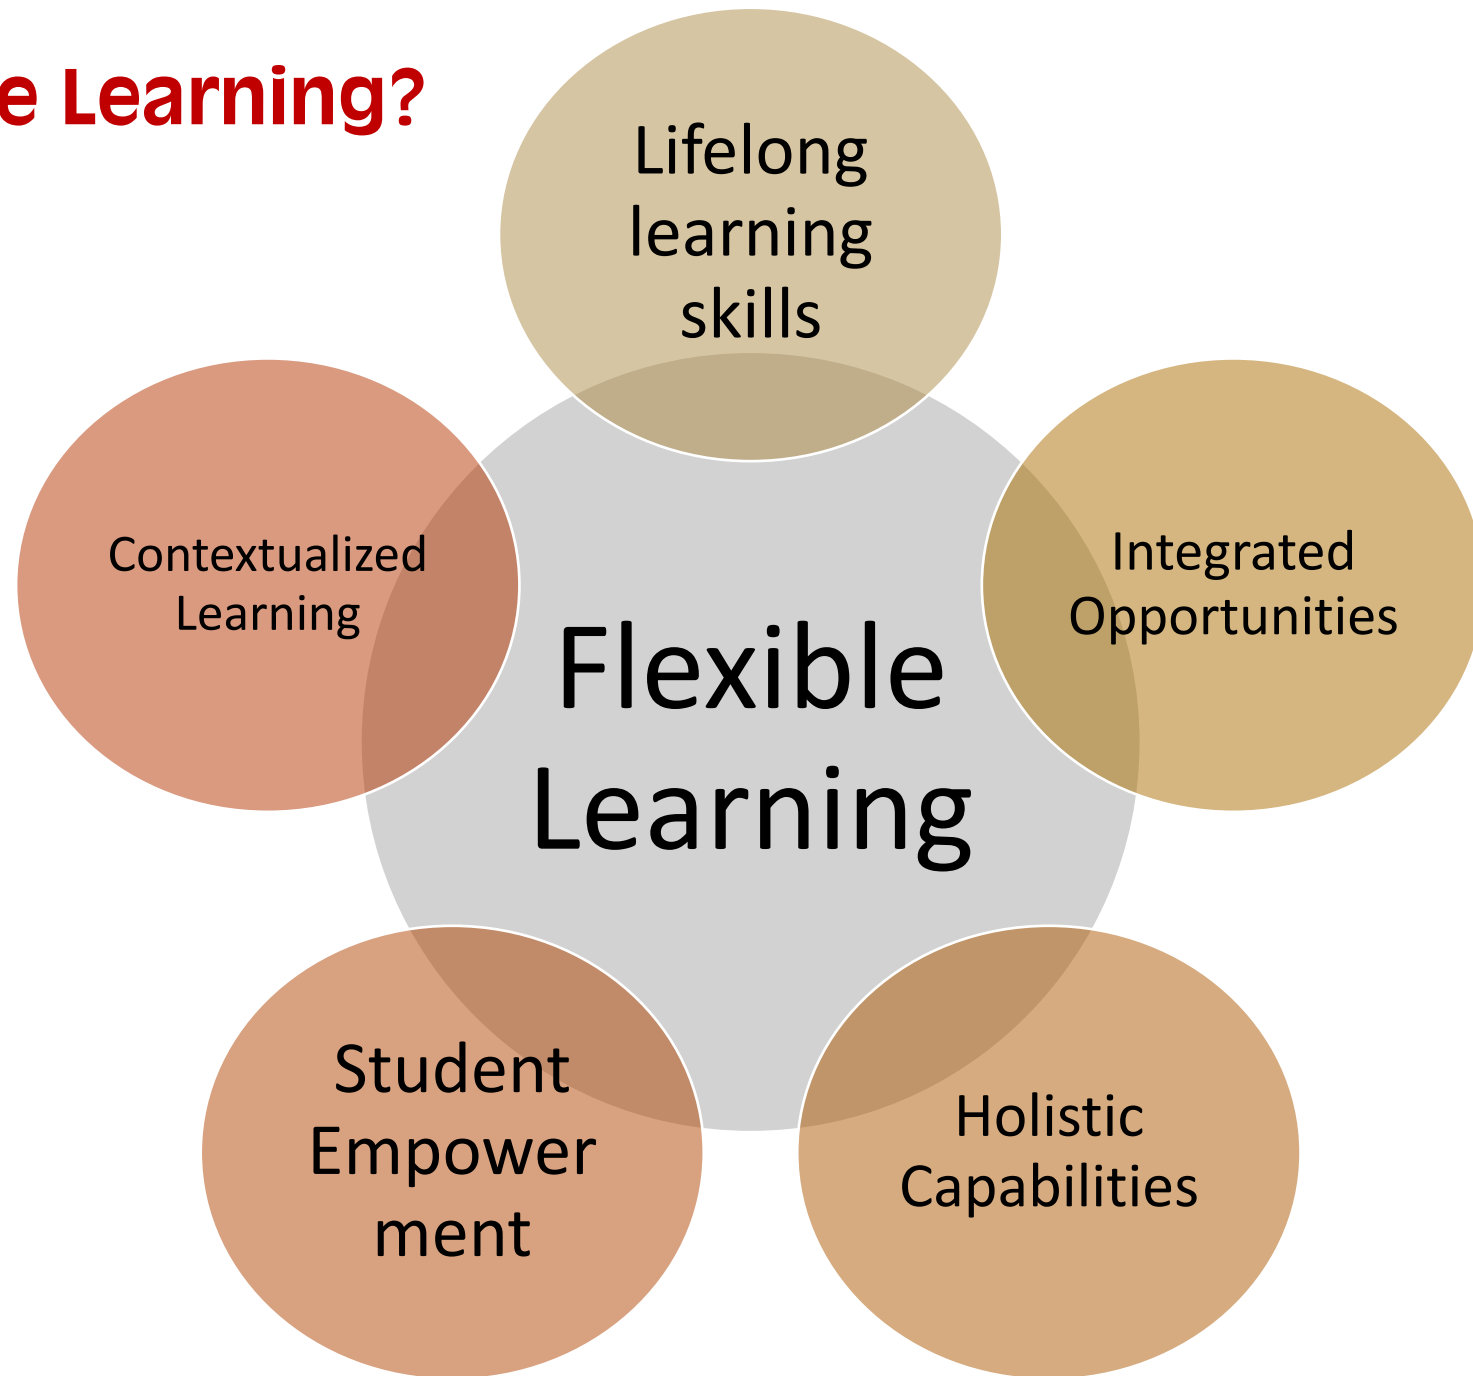 e Learning?
Lifelong
learning
skills
Contextualized
Learning
Integrated
Opportunities
Flexible
Learning
Student
Empower
ment
Holistic
Capabilities